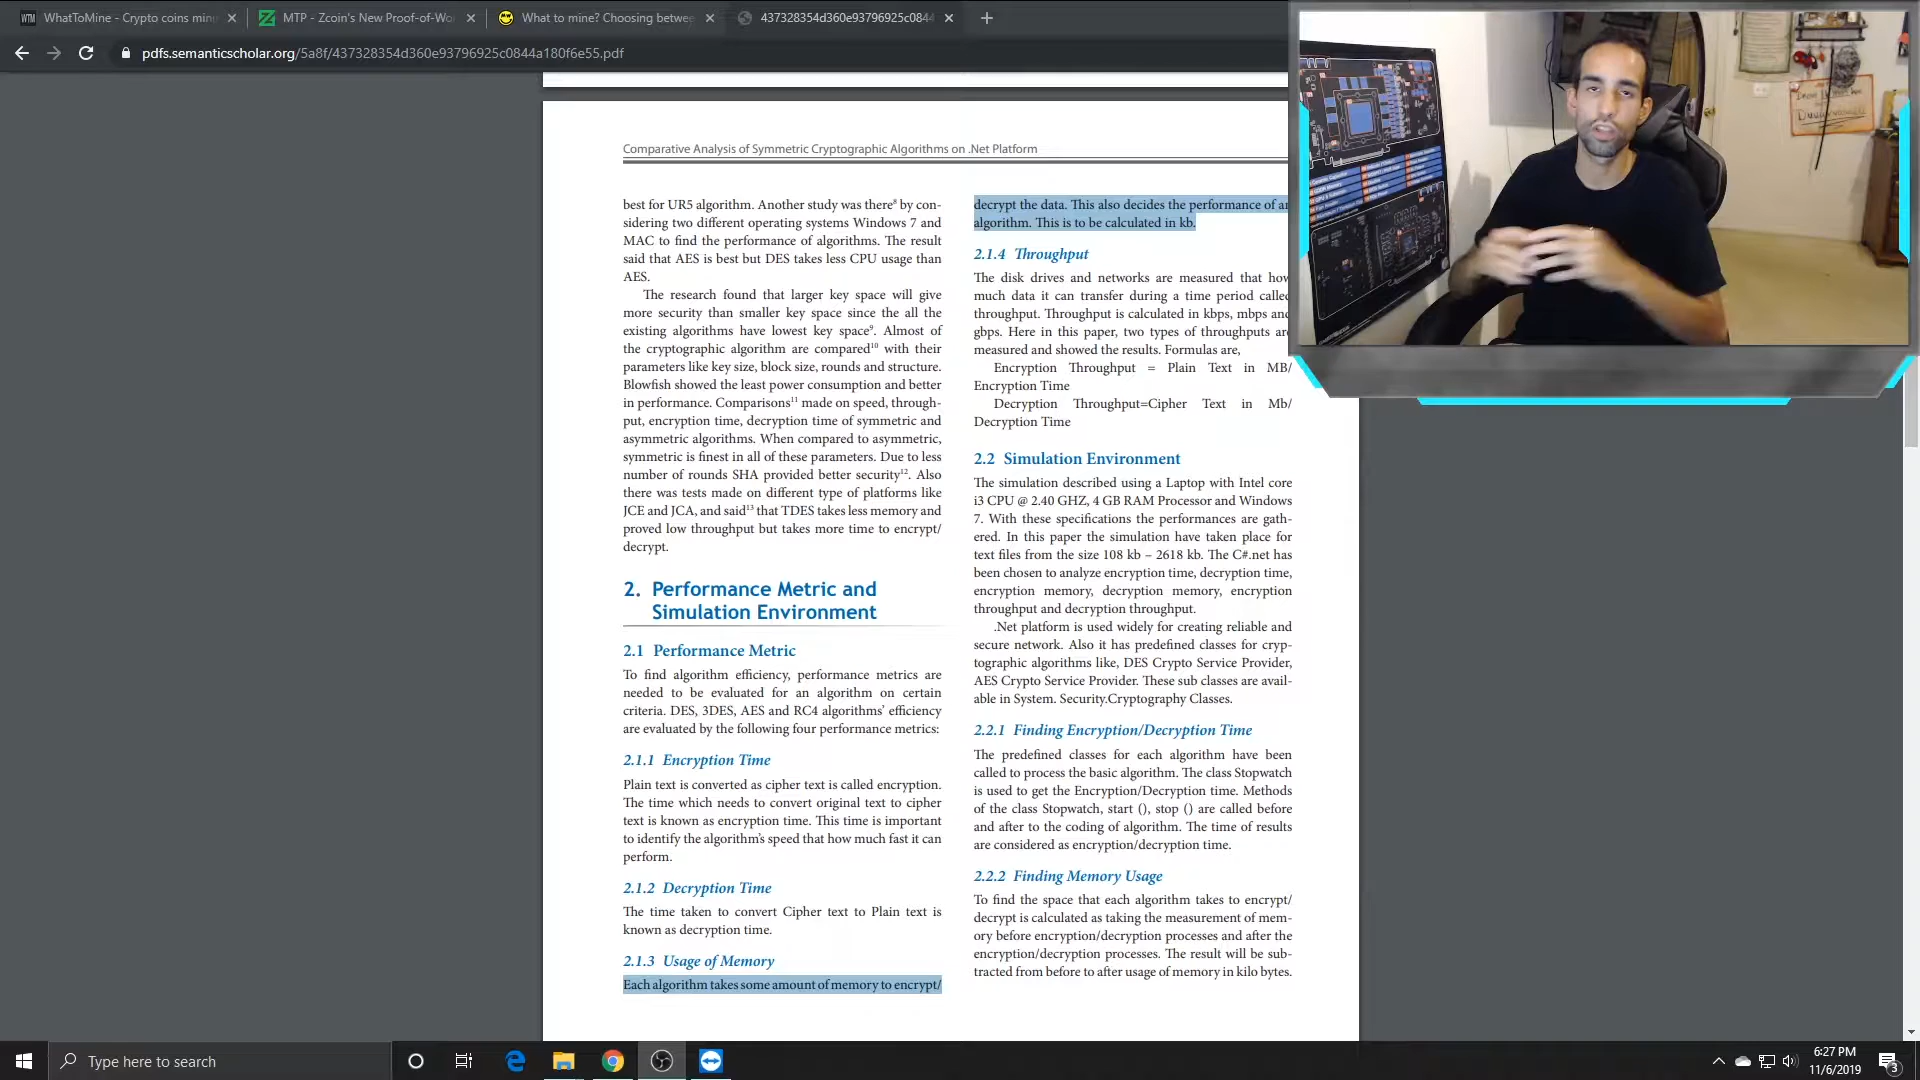 WhatToMine - Crypto coins min
MTP - Zcoin's New Proof-of-Wo
What to mine? Choosing betwee
437328354d360e93796925c0844
pdfs.semanticscholar.org/5a8f/437328354d360e93796925c0844a180f6e55.pdf
Comparative Analysis of Symmetric Cryptographic Algorithms on .Net Platform
best for UR5 algorithm. Another study was there⁸ by con-
sidering two different operating systems Windows 7 and
MAC to find the performance of algorithms. The result
said that AES is best but DES takes less CPU usage than
AES.
The research found that larger key space will give
more security than smaller key space since the all the
existing algorithms have lowest key space⁹. Almost of
the cryptographic algorithm are compared¹⁰ with their
parameters like key size, block size, rounds and structure.
Blowfish showed the least power consumption and better
in performance. Comparisons¹¹ made on speed, through-
put, encryption time, decryption time of symmetric and
asymmetric algorithms. When compared to asymmetric,
symmetric is finest in all of these parameters. Due to less
number of rounds SHA provided better security¹². Also
there was tests made on different type of platforms like
JCE and JCA, and said¹³ that TDES takes less memory and
proved low throughput but takes more time to encrypt/
decrypt.
2. Performance Metric and
Simulation Environment
2.1 Performance Metric
To find algorithm efficiency, performance metrics are
needed to be evaluated for an algorithm on certain
criteria. DES, 3DES, AES and RC4 algorithms' efficiency
are evaluated by the following four performance metrics:
2.1.1 Encryption Time
Plain text is converted as cipher text is called encryption.
The time which needs to convert original text to cipher
text is known as encryption time. This time is important
to identify the algorithm's speed that how much fast it can
perform.
2.1.2 Decryption Time
The time taken to convert Cipher text to Plain text is
known as decryption time.
2.1.3 Usage of Memory
Each algorithm takes some amount of memory to encrypt/
decrypt the data. This also decides the performance of an
algorithm. This is to be calculated in kb.
2.1.4 Throughput
The disk drives and networks are measured that how
much data it can transfer during a time period called
throughput. Throughput is calculated in kbps, mbps and
gbps. Here in this paper, two types of throughputs are
measured and showed the results. Formulas are,
Encryption Throughput = Plain Text in MB/
Encryption Time
Decryption Throughput=Cipher Text in Mb/
Decryption Time
2.2 Simulation Environment
The simulation described using a Laptop with Intel core
i3 CPU @ 2.40 GHZ, 4 GB RAM Processor and Windows
7. With these specifications the performances are gath-
ered. In this paper the simulation have taken place for
text files from the size 108 kb – 2618 kb. The C#.net has
been chosen to analyze encryption time, decryption time,
encryption memory, decryption memory, encryption
throughput and decryption throughput.
.Net platform is used widely for creating reliable and
secure network. Also it has predefined classes for cryp-
tographic algorithms like, DES Crypto Service Provider,
AES Crypto Service Provider. These sub classes are avail-
able in System. Security.Cryptography Classes.
2.2.1 Finding Encryption/Decryption Time
The predefined classes for each algorithm have been
called to process the basic algorithm. The class Stopwatch
is used to get the Encryption/Decryption time. Methods
of the class Stopwatch, start (), stop () are called before
and after to the coding of algorithm. The time of results
are considered as encryption/decryption time.
2.2.2 Finding Memory Usage
To find the space that each algorithm takes to encrypt/
decrypt is calculated as taking the measurement of mem-
ory before encryption/decryption processes and after the
encryption/decryption processes. The result will be sub-
tracted from before to after usage of memory in kilo bytes.
Type here to search
6:27 PM
11/6/2019
3